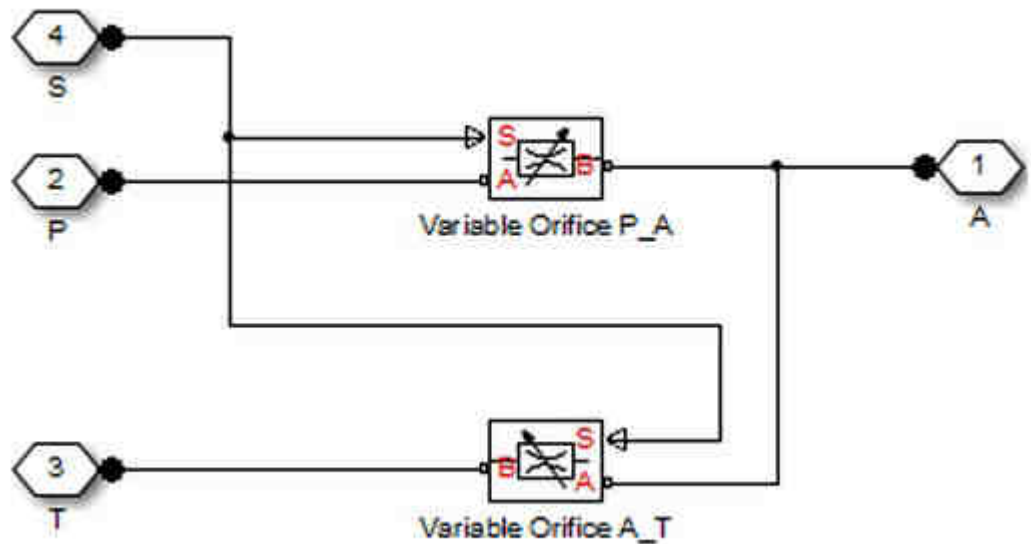 4
S
2
P
S
A
B
Variable Orifice P_A
1
A
3
T
B
S
A
Variable Orifice A_T